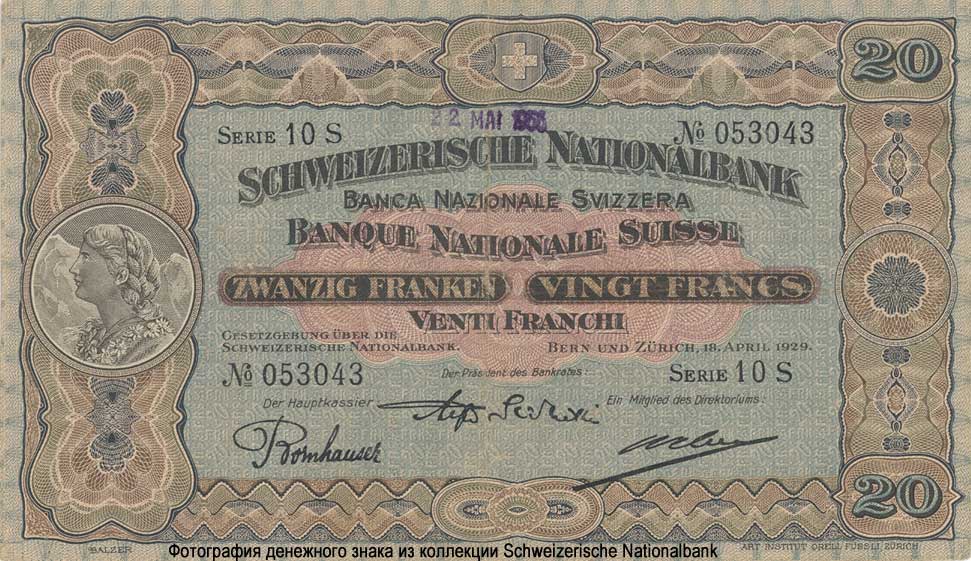 20
22 MAI
SERIE 10 S
№ 053043
SCHWEIZERISCHE NATIONALBANK
BANCA NAZIONALE SVIZZERA
BANQUE NATIONALE SUISSE
ZWANZIG FRANKEN VINGT FRANCS
VENTI FRANCHI
GESETZGEBUNG ÜBER DIE
SCHWEIZERISCHE NATIONALBANK.
BERN UND ZÜRICH, 18. APRIL 1929.
№ 053043
Der Präsident des Bankrates:
SERIE 10 S
Der Hauptkassier:
Ein Mitglied des Direktoriums:
Bornhauser
20
BALZER
ART. INSTITUT ORELL FÜSSLI ZÜRICH
Фотография денежного знака из коллекции Schweizerische Nationalbank